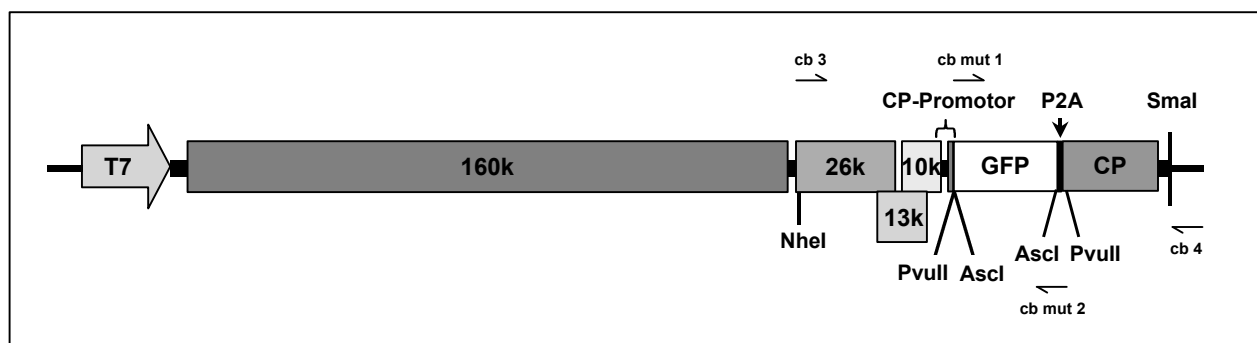 cb 3 cb mut 1
CP-Promotor P2A SmaI
T7 160k 26k 10k GFP CP
13k
NheI PvuII AscI AscI PvuII cb 4
cb mut 2